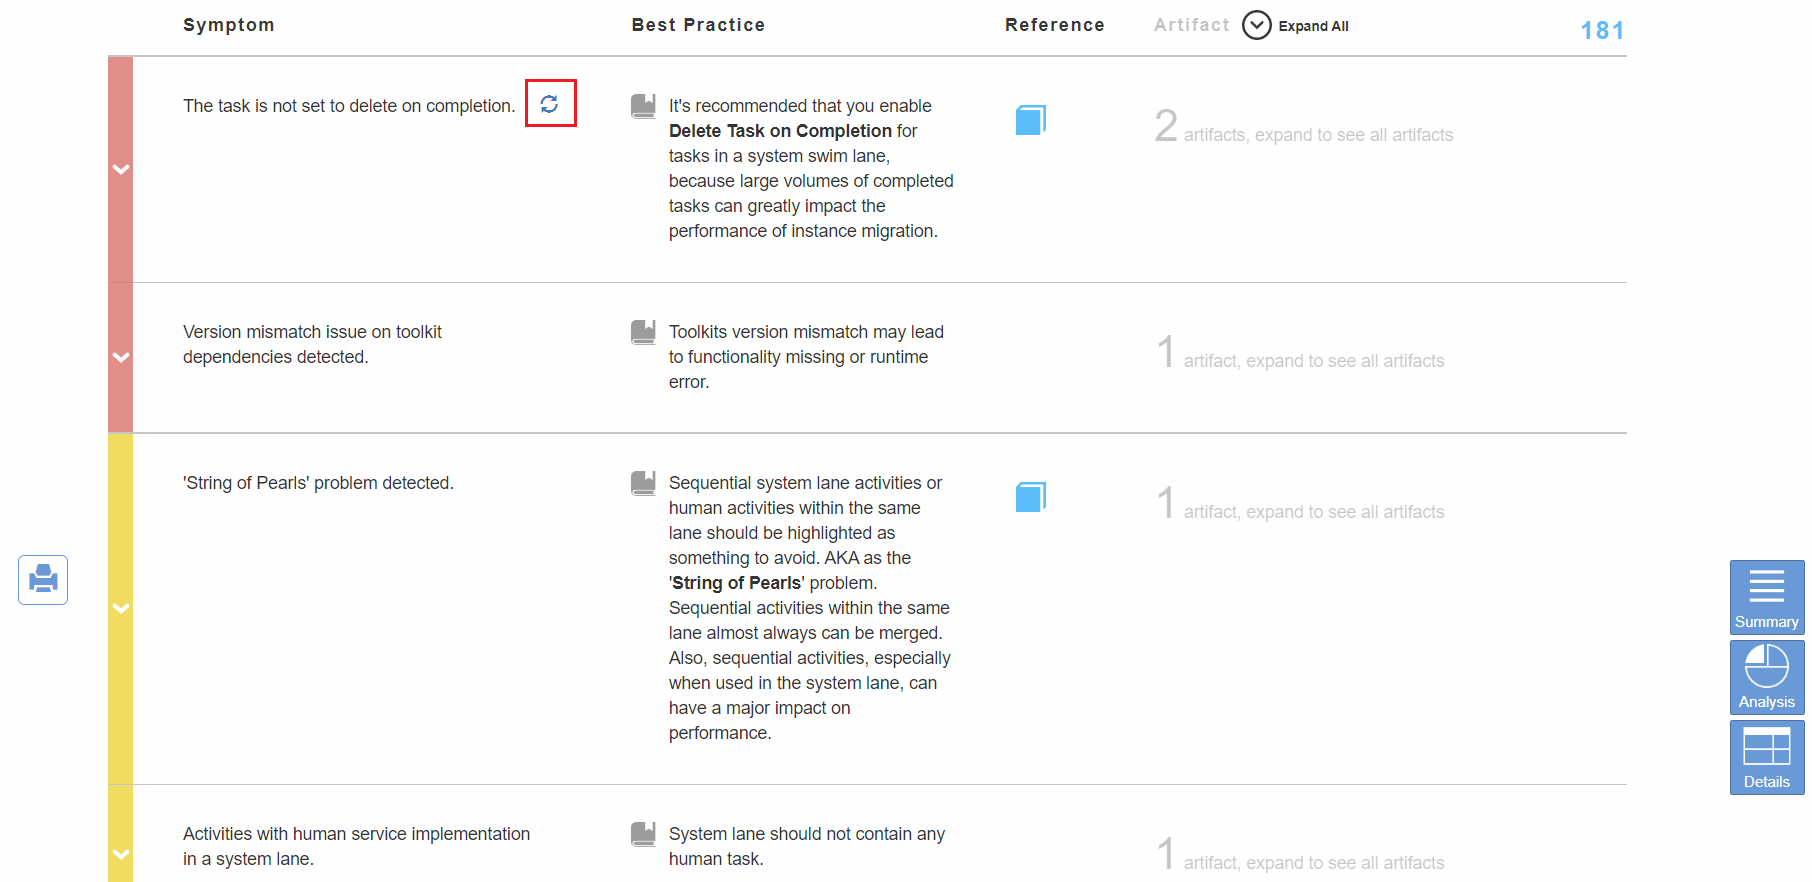 Symptom Best Practice Reference Artifact Expand All 181
The task is not set to delete on completion.
It's recommended that you enable
Delete Task on Completion for
tasks in a system swim lane,
because large volumes of completed
tasks can greatly impact the
performance of instance migration.
2 artifacts, expand to see all artifacts
Version mismatch issue on toolkit
dependencies detected.
Toolkits version mismatch may lead
to functionality missing or runtime
error.
1 artifact, expand to see all artifacts
'String of Pearls' problem detected.
Sequential system lane activities or
human activities within the same
lane should be highlighted as
something to avoid. AKA as the
'String of Pearls' problem.
Sequential activities within the same
lane almost always can be merged.
Also, sequential activities, especially
when used in the system lane, can
have a major impact on
performance.
1 artifact, expand to see all artifacts
Activities with human service implementation
in a system lane.
System lane should not contain any
human task.
1 artifact, expand to see all artifacts
Summary
Analysis
Details